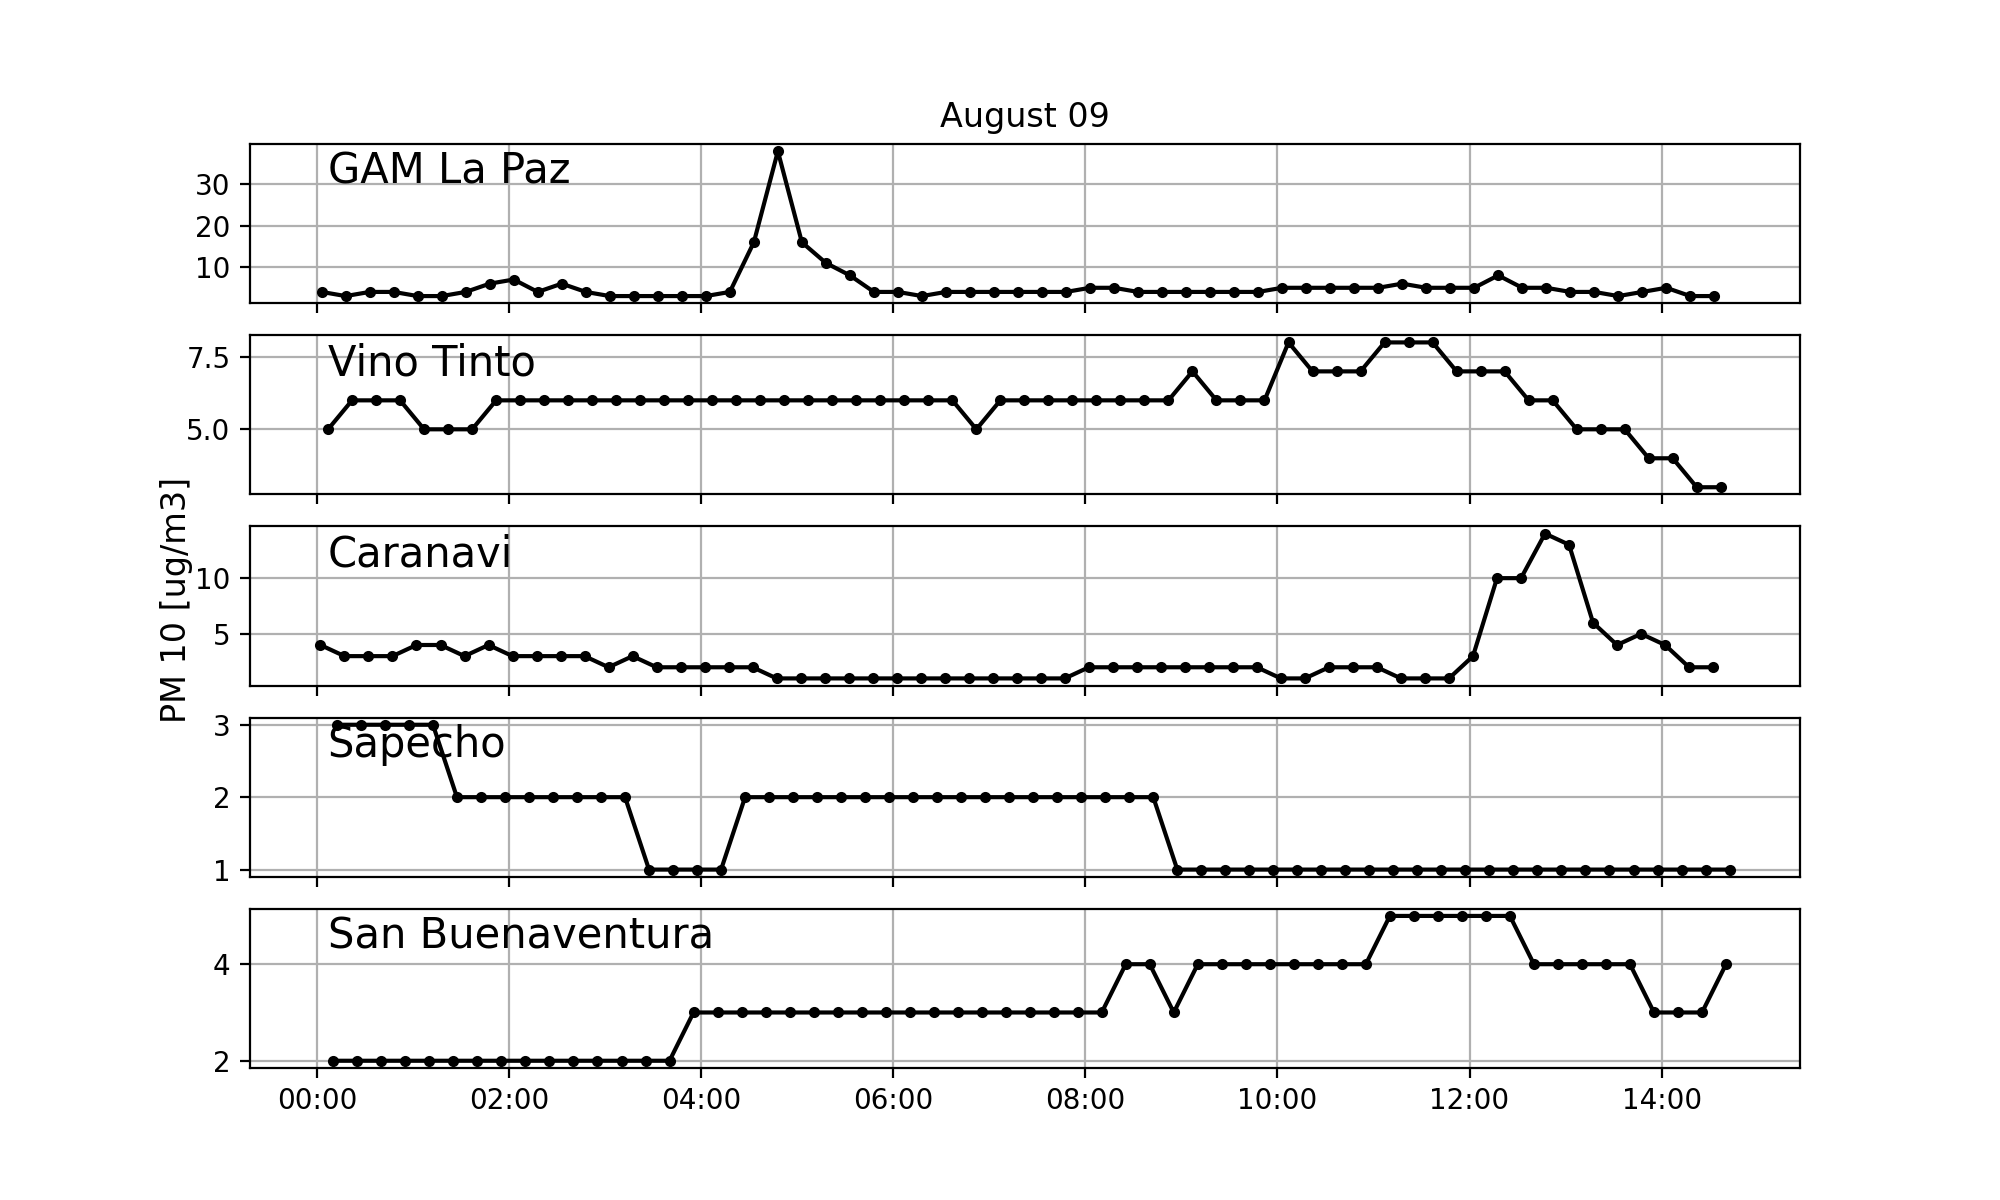 August 09
GAM La Paz
30
20
10
Vino Tinto
7.5
5.0
PM 10 [ug/m3]
Caranavi
10
5
Sapecho
3
2
1
San Buenaventura
4
2
00:00 02:00 04:00 06:00 08:00 10:00 12:00 14:00